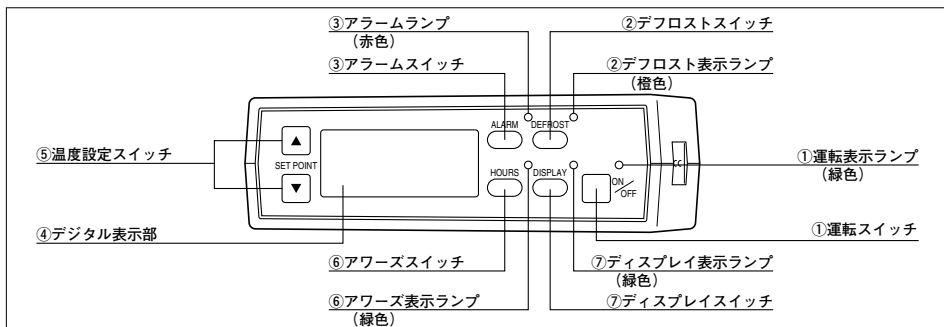 ③アラームランプ
(赤色)
②デフロストスイッチ
③アラームスイッチ
②デフロスト表示ランプ
(橙色)
ALARM
DEFROST
⑤温度設定スイッチ
▲
SET POINT
▼
HOURS
DISPLAY
ON/OFF
①運転表示ランプ
(緑色)
④デジタル表示部
①運転スイッチ
⑥アワーズスイッチ
⑦ディスプレイ表示ランプ
(緑色)
⑥アワーズ表示ランプ
(緑色)
⑦ディスプレイスイッチ